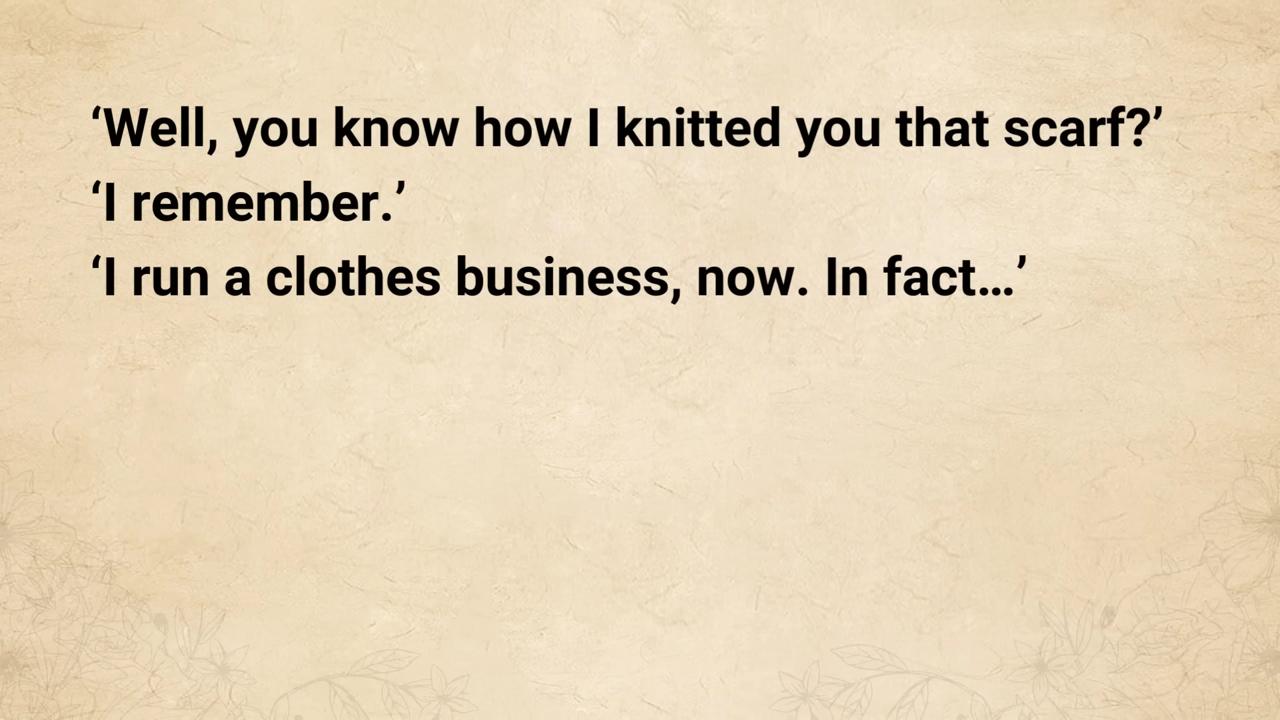 ‘Well, you know how I knitted you that scarf?’
‘I remember.’
‘I run a clothes business, now. In fact…’